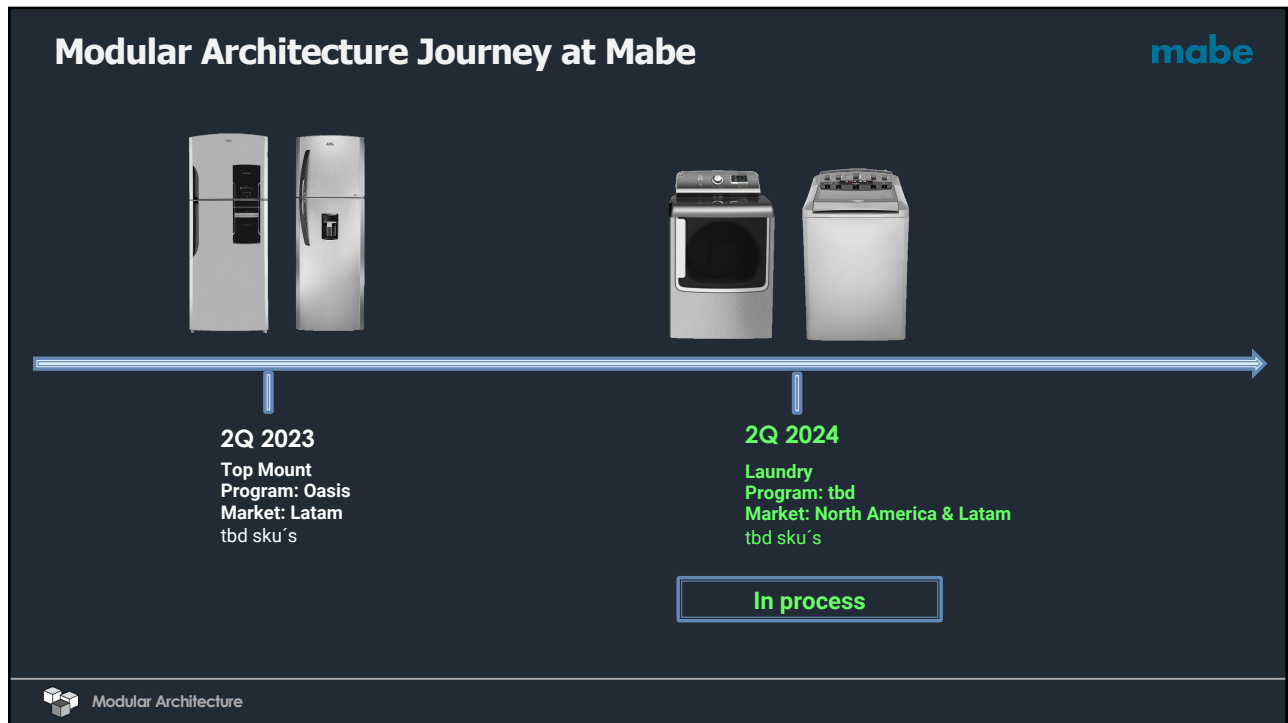 Modular Architecture Journey at Mabe
mabe
2Q 2023
Top Mount
Program: Oasis
Market: Latam
tbd sku´s
2Q 2024
Laundry
Program: tbd
Market: North America & Latam
tbd sku´s
In process
Modular Architecture